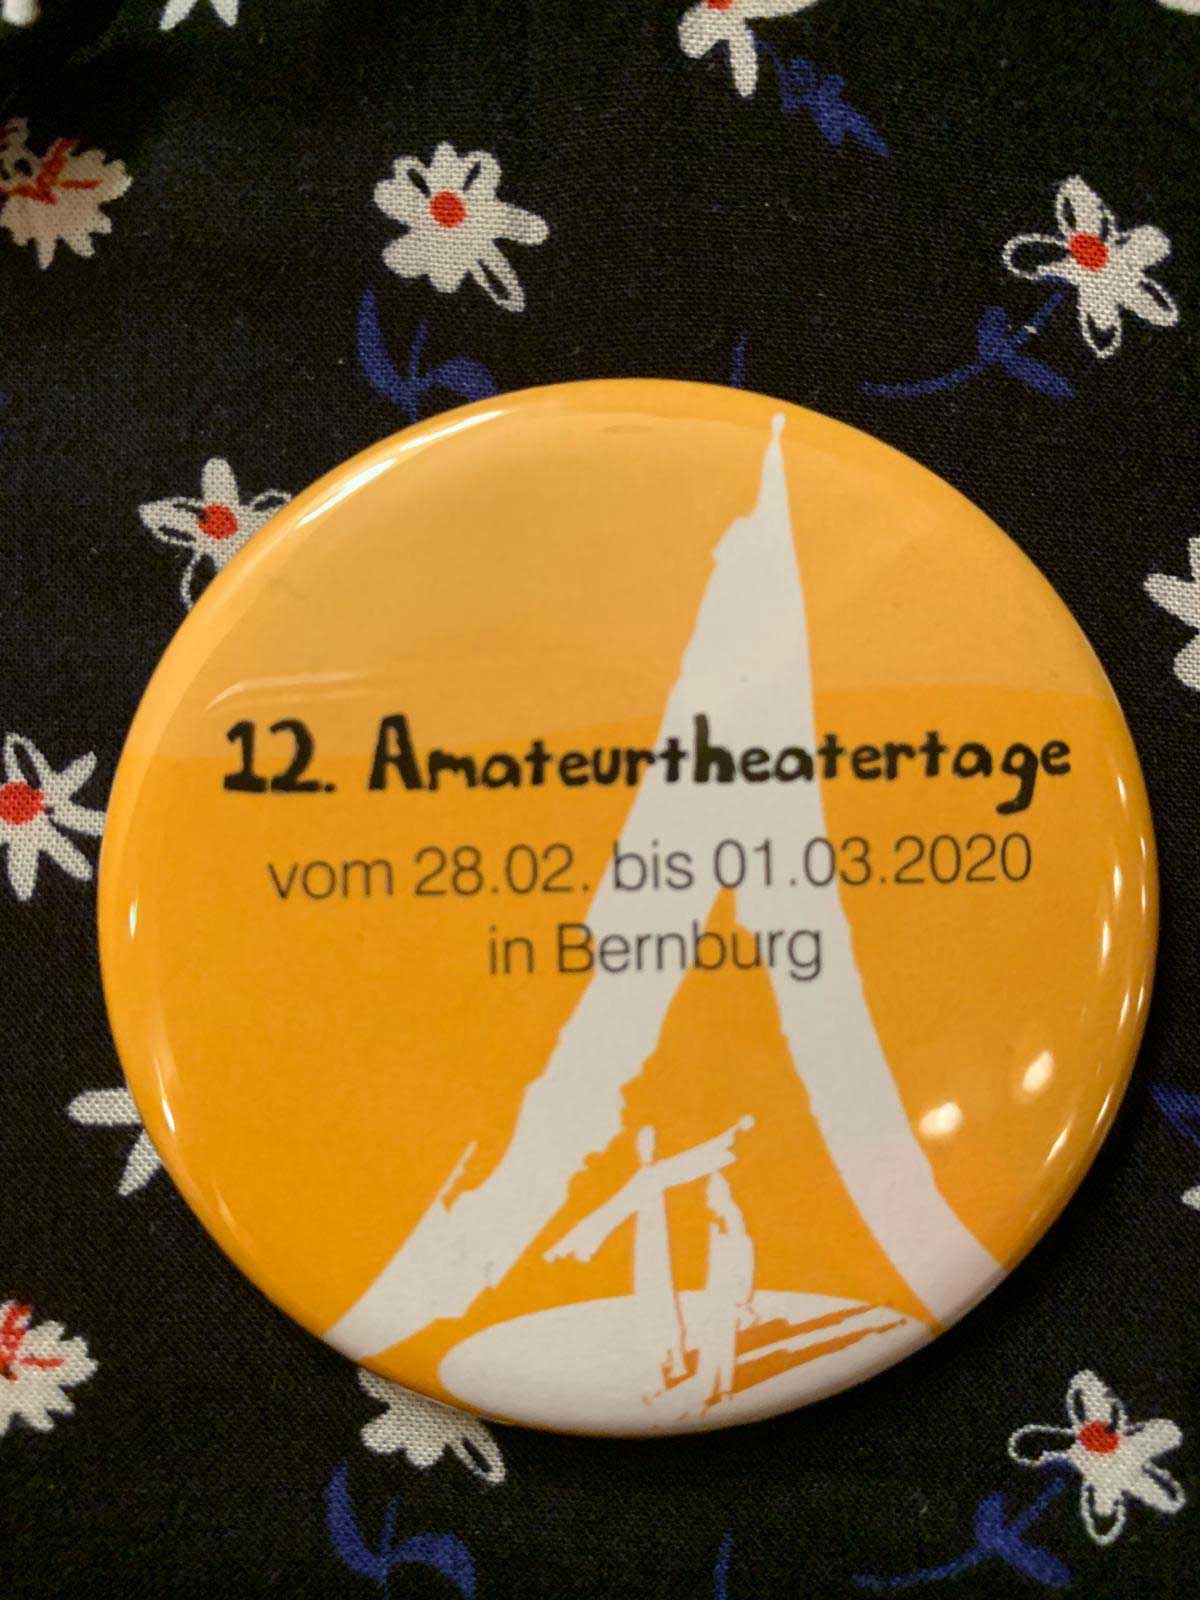 12. Amateurtheatertage
vom 28.02. bis 01.03.2020
in Bernburg